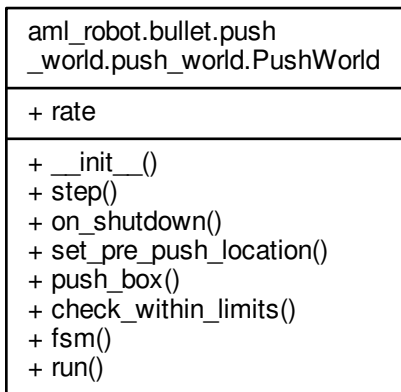 aml_robot.bullet.push
_world.push_world.PushWorld
+ rate
+ __init__()
+ step()
+ on_shutdown()
+ set_pre_push_location()
+ push_box()
+ check_within_limits()
+ fsm()
+ run()